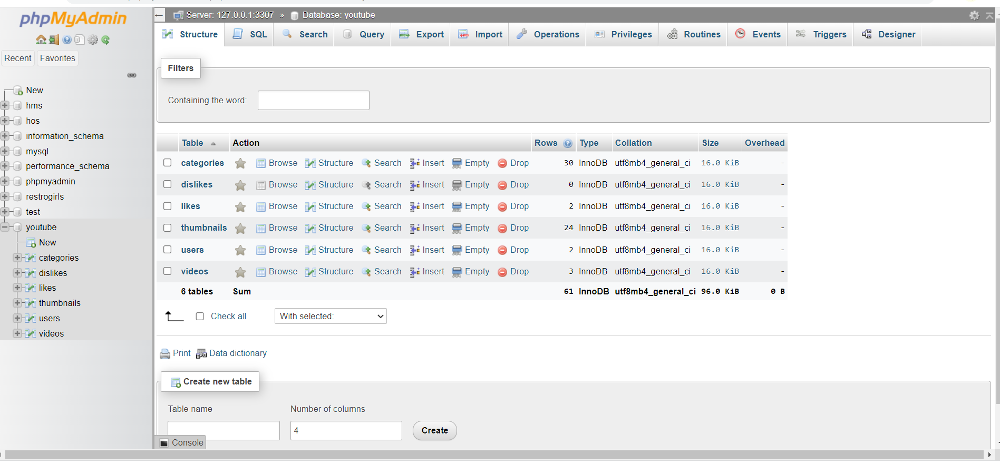 phpMyAdmin
Recent Favorites
New
hms
hos
information_schema
mysql
performance_schema
phpmyadmin
restrogirls
test
youtube
New
categories
dislikes
likes
thumbnails
users
videos
Server: 127.0.0.1:3307 » Database: youtube
Structure SQL Search Query Export Import Operations Privileges Routines Events Triggers Designer
Filters
Containing the word:
Table Action Rows Type Collation Size Overhead
categories Browse Structure Search Insert Empty Drop 30 InnoDB utf8mb4_general_ci 16.0 KiB -
dislikes Browse Structure Search Insert Empty Drop 0 InnoDB utf8mb4_general_ci 16.0 KiB -
likes Browse Structure Search Insert Empty Drop 2 InnoDB utf8mb4_general_ci 16.0 KiB -
thumbnails Browse Structure Search Insert Empty Drop 24 InnoDB utf8mb4_general_ci 16.0 KiB -
users Browse Structure Search Insert Empty Drop 2 InnoDB utf8mb4_general_ci 16.0 KiB -
videos Browse Structure Search Insert Empty Drop 3 InnoDB utf8mb4_general_ci 16.0 KiB -
6 tables Sum 61 InnoDB utf8mb4_general_ci 96.0 KiB 0 B
Check all With selected:
Print Data dictionary
Create new table
Table name Number of columns
4 Create
Console